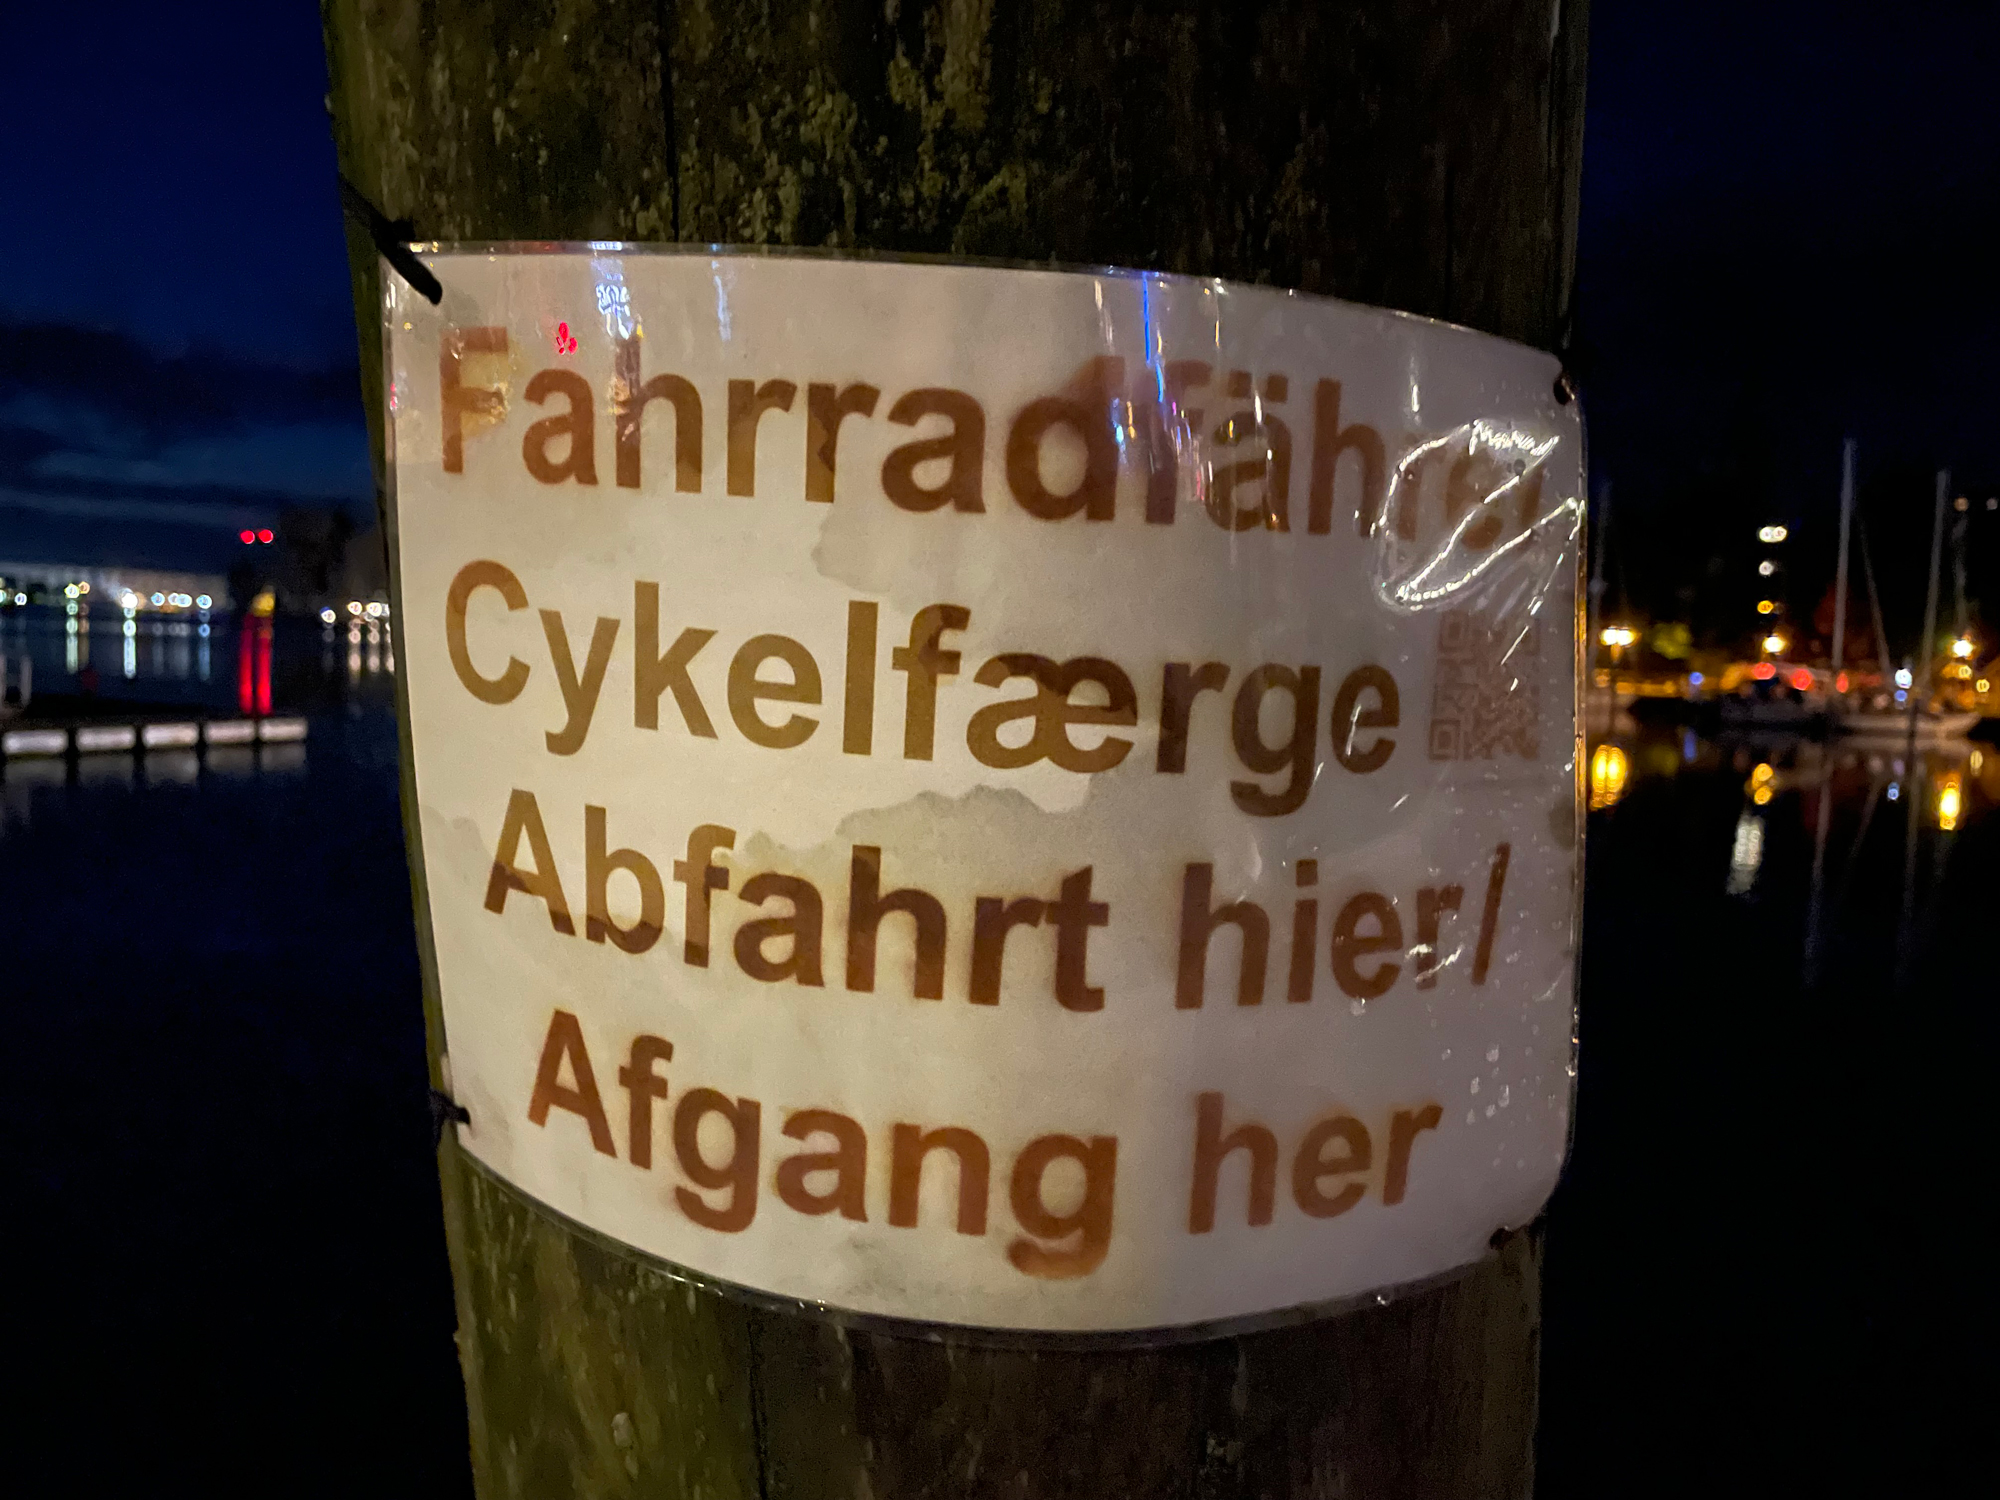 Fahrradfähre/
Cykelfærge
Abfahrt hier/
Afgang her